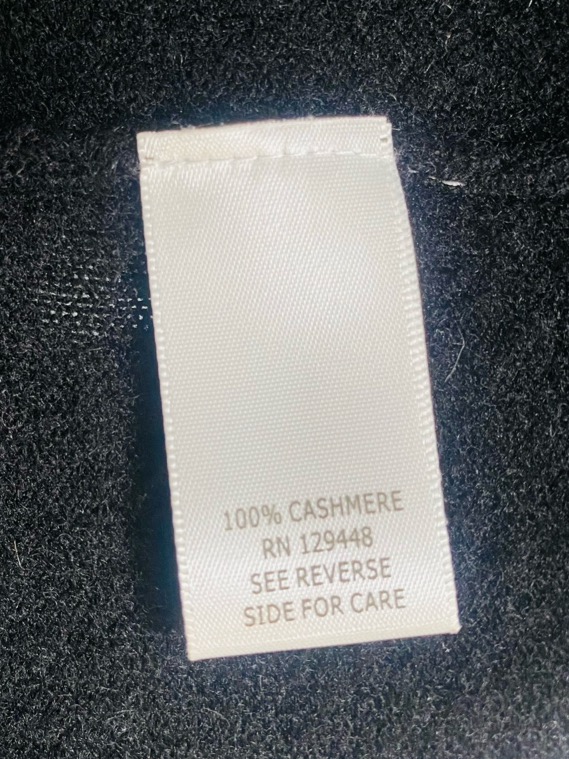 100% CASHMERE
RN 129448
SEE REVERSE
SIDE FOR CARE